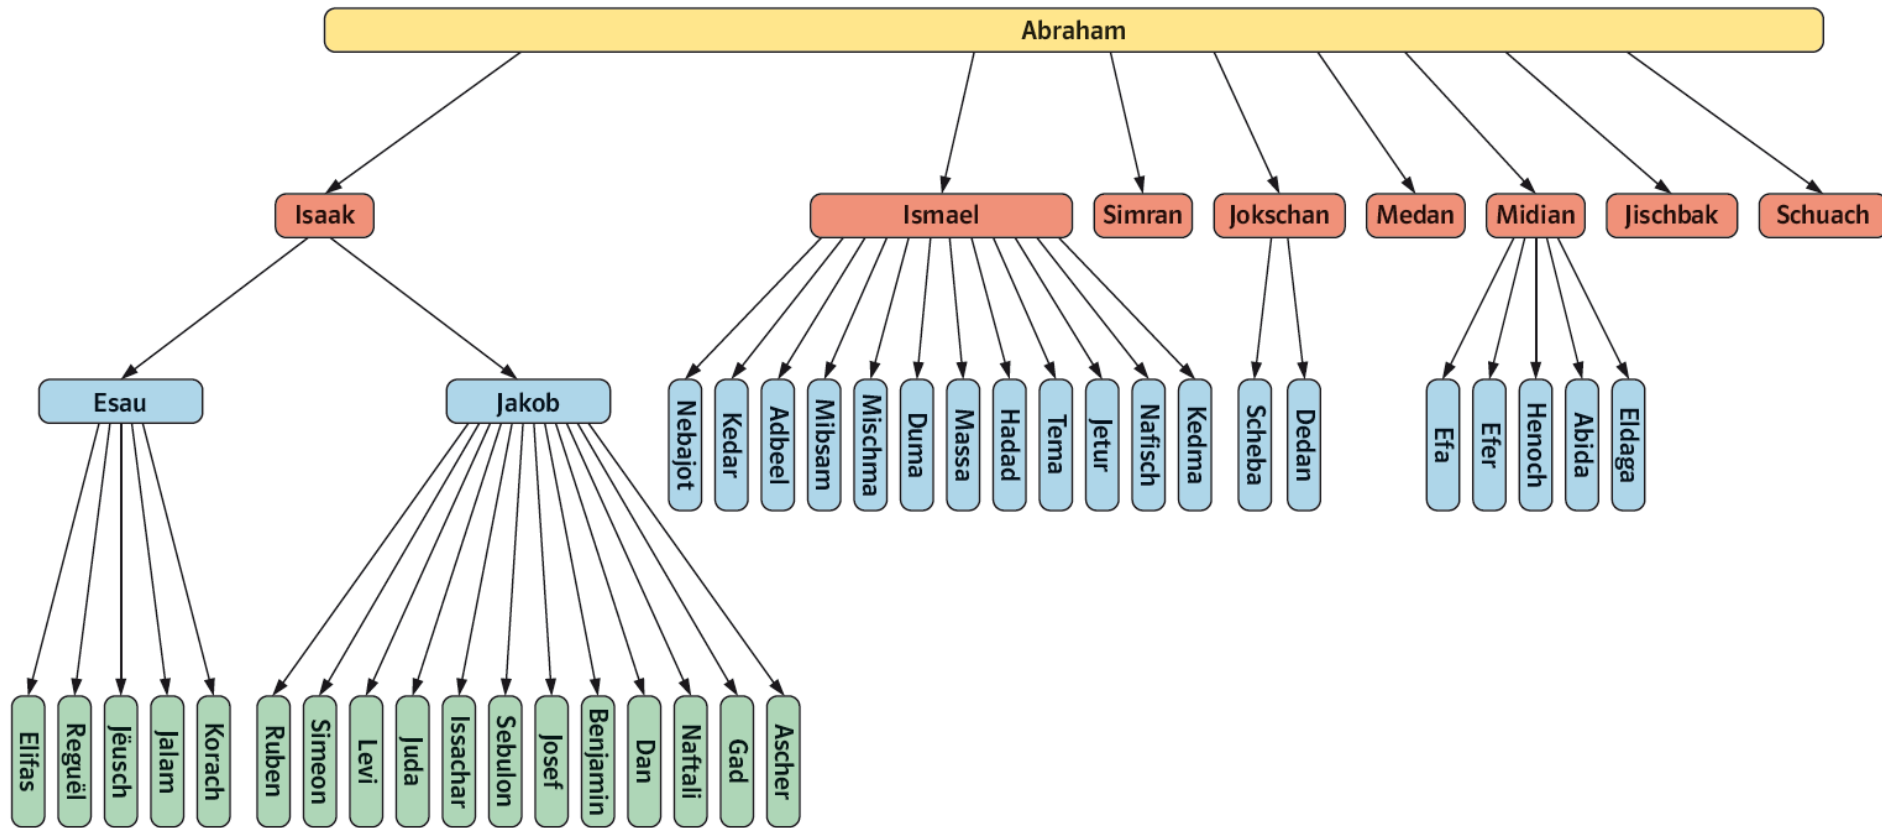 Abraham
Isaak
Ismael
Simran
Jokschan
Medan
Midian
Jischbak
Schuach
Esau
Jakob
Nebajot
Kedar
Adbeel
Mibsam
Mischma
Duma
Massa
Hadad
Tema
Jetur
Nafisch
Kedma
Scheba
Dedan
Efa
Efer
Henoch
Abida
Eldaga
Elifas
Reguël
Jëusch
Jalam
Korach
Ruben
Simeon
Levi
Juda
Issachar
Sebulon
Josef
Benjamin
Dan
Naftali
Gad
Ascher